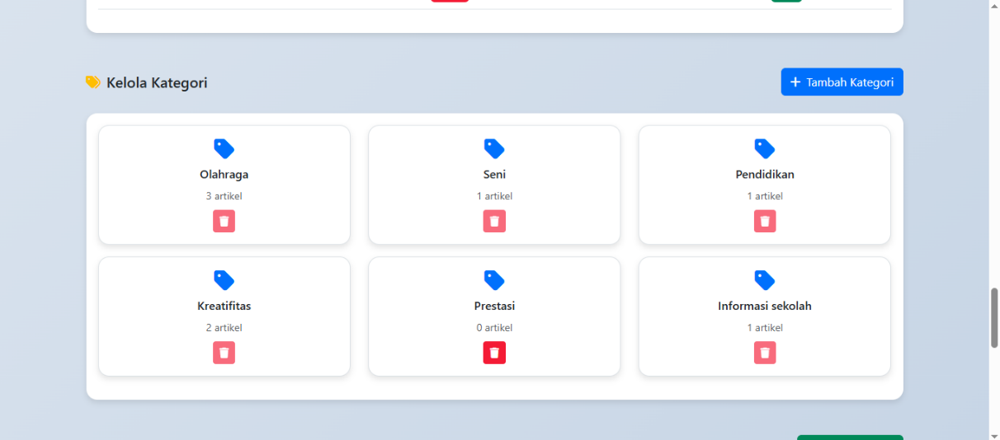 Kelola Kategori
Tambah Kategori
Olahraga
Seni
Pendidikan
3 artikel
1 artikel
1 artikel
Kreatifitas
Prestasi
Informasi sekolah
2 artikel
0 artikel
1 artikel